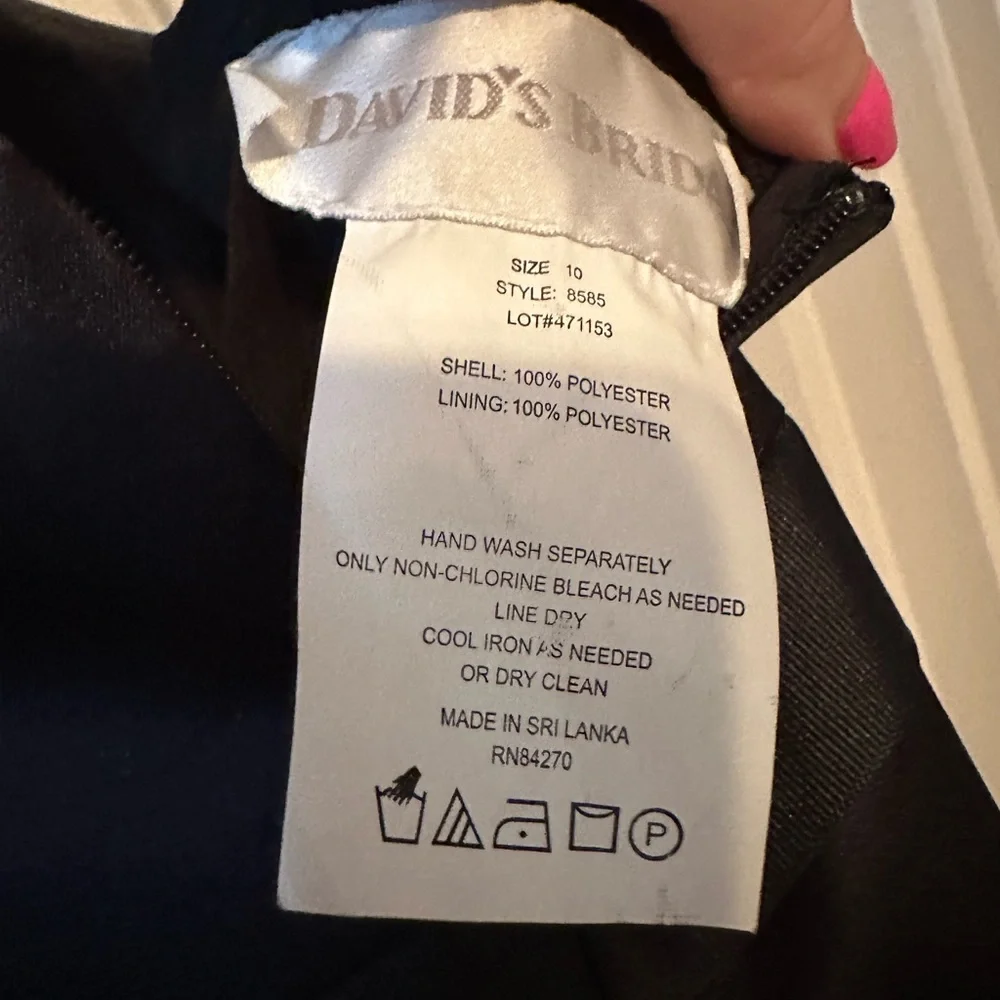 DAVID'S BRID
SIZE 10
STYLE: 8585
LOT#471153
SHELL: 100% POLYESTER
LINING: 100% POLYESTER
HAND WASH SEPARATELY
ONLY NON-CHLORINE BLEACH AS NEEDED
LINE DRY
COOL IRON AS NEEDED
OR DRY CLEAN
MADE IN SRI LANKA
RN84270
P